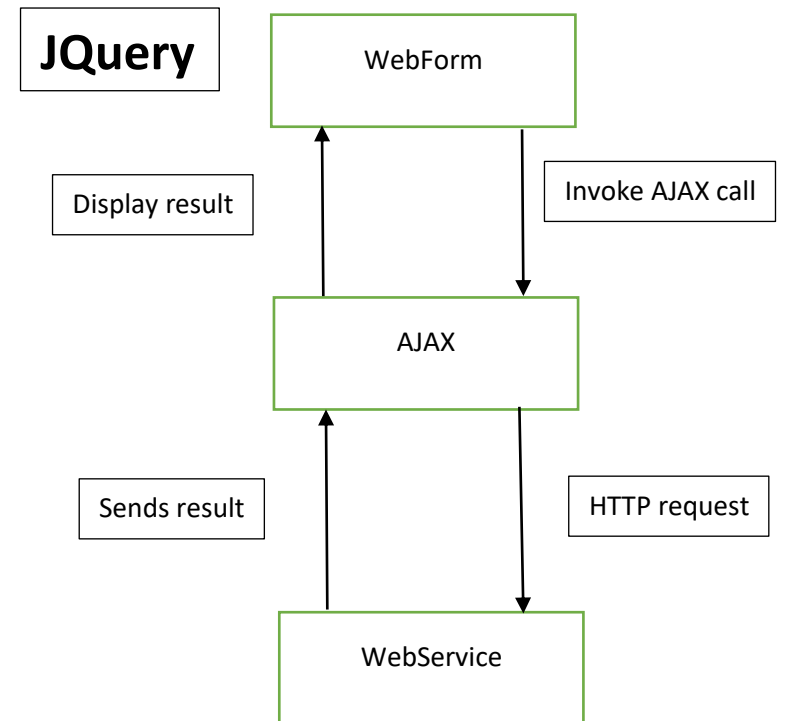 JQuery
WebForm
Display result
Invoke AJAX call
AJAX
Sends result
HTTP request
WebService